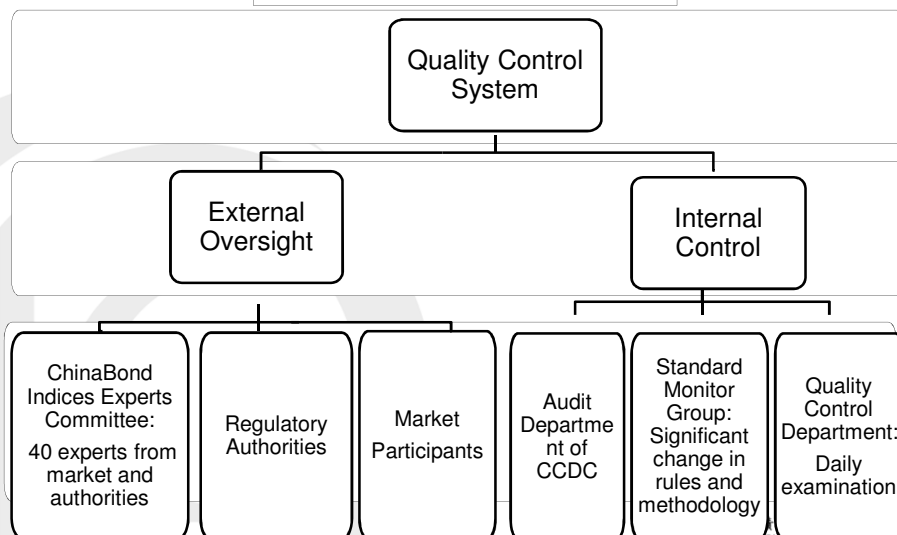 Quality Control
System
External
Oversight
Internal
Control
ChinaBond
Indices Experts
Committee:
40 experts from
market and
authorities
Regulatory
Authorities
Market
Participants
Audit
Departme
nt of
CCDC
Standard
Monitor
Group:
Significant
change in
rules and
methodology
Quality
Control
Department:
Daily
examination